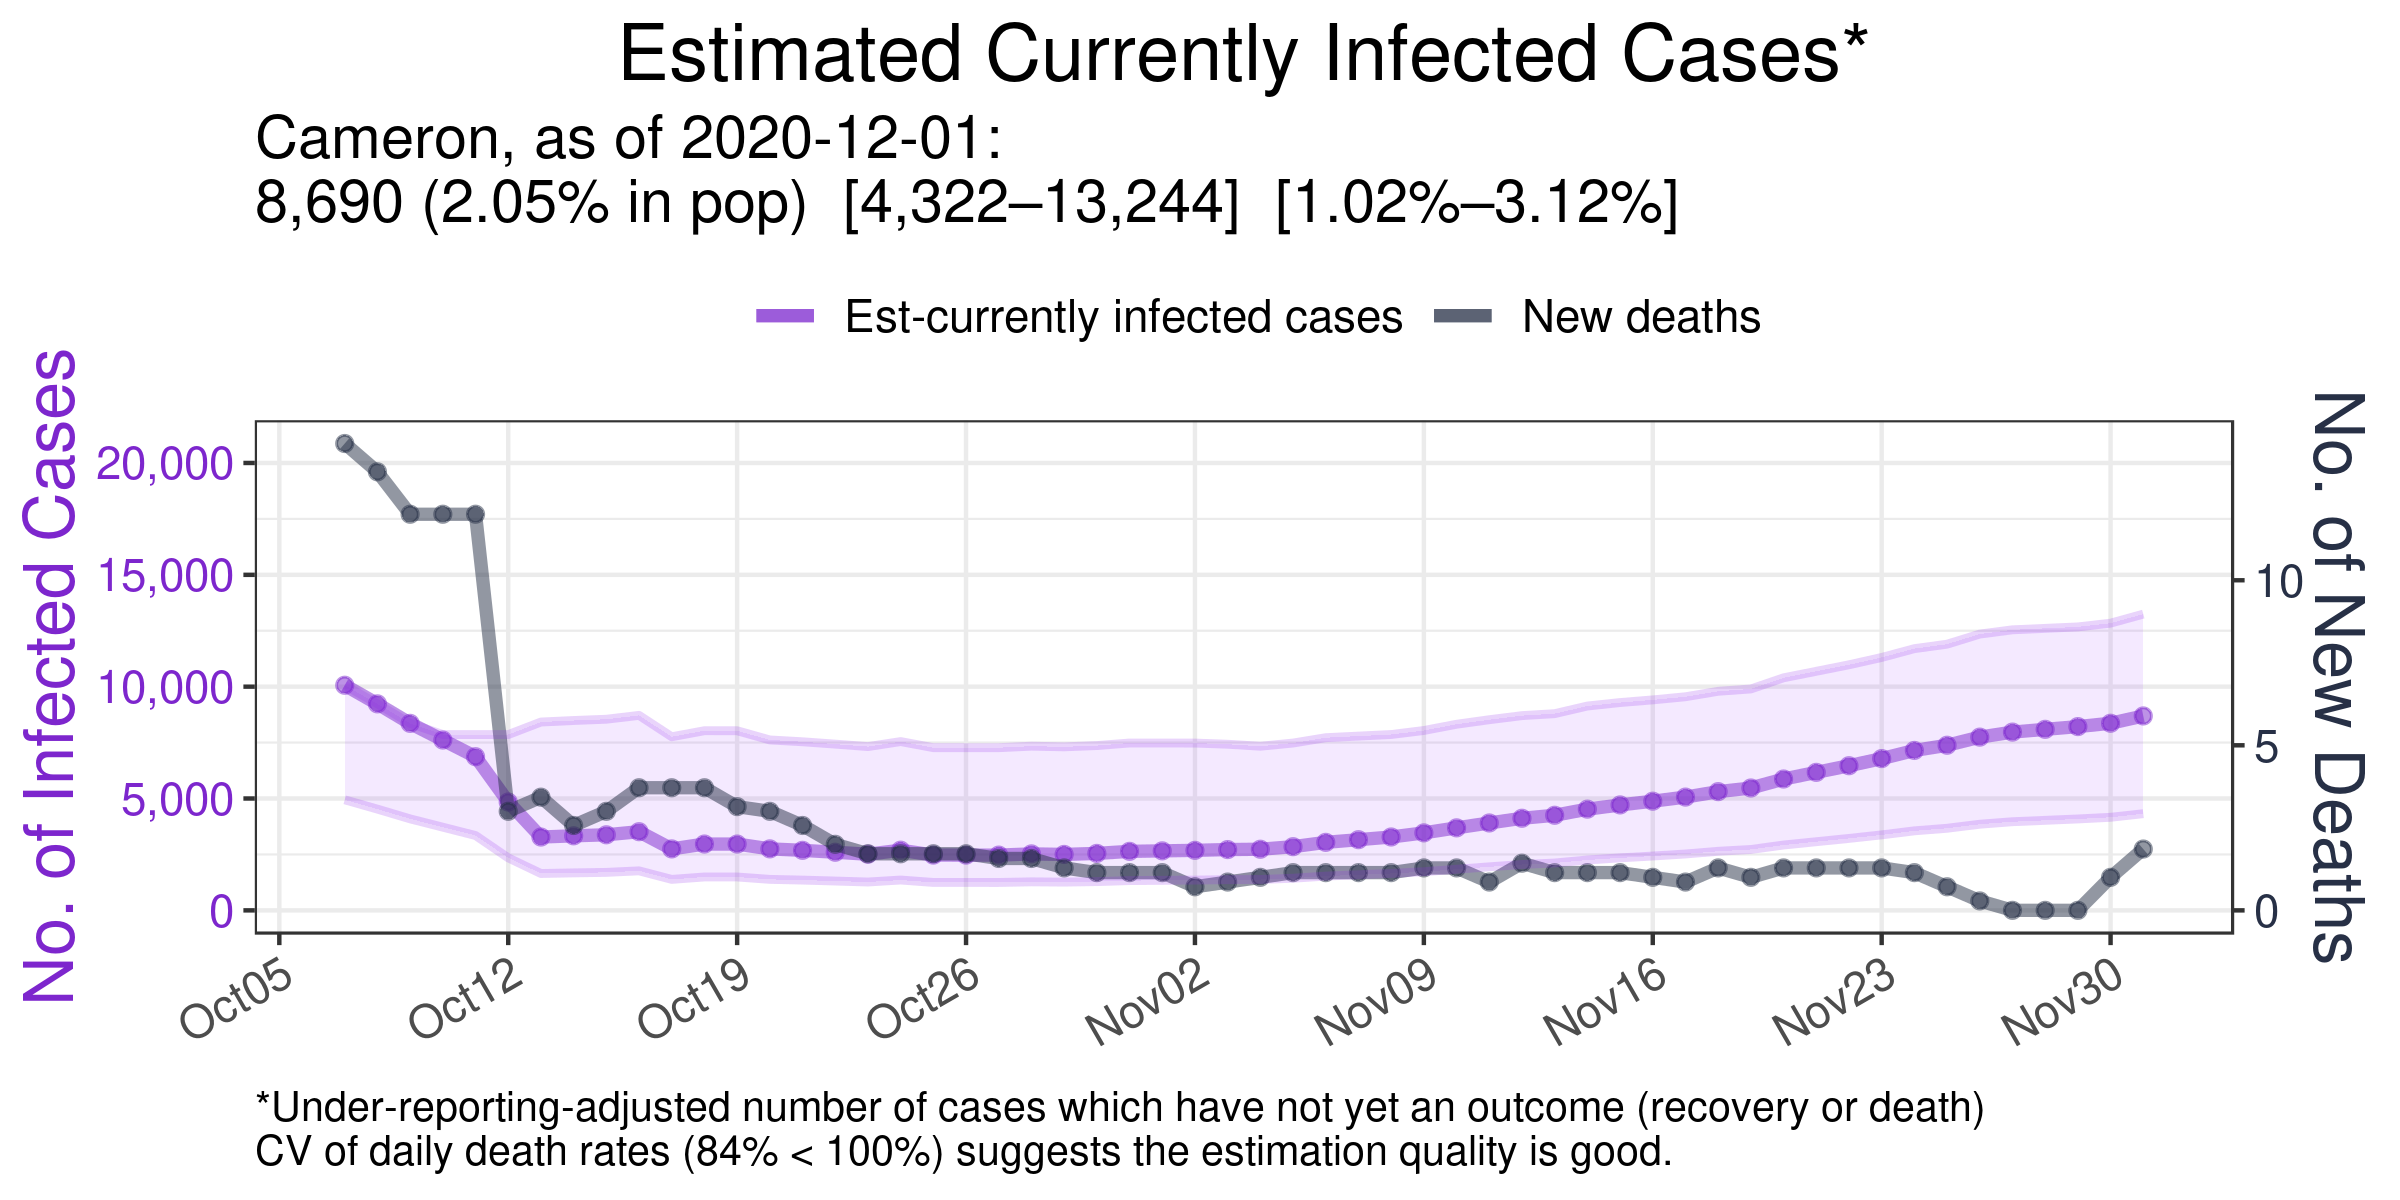 Estimated Currently Infected Cases*
Cameron, as of 2020-12-01:
8,690 (2.05% in pop)  [4,322–13,244]  [1.02%–3.12%]
Est-currently infected cases
New deaths
No. of Infected Cases
20,000
15,000
10,000
5,000
0
No. of New Deaths
10
5
0
Oct05
Oct12
Oct19
Oct26
Nov02
Nov09
Nov16
Nov23
Nov30
*Under-reporting-adjusted number of cases which have not yet an outcome (recovery or death)
CV of daily death rates (84% < 100%) suggests the estimation quality is good.